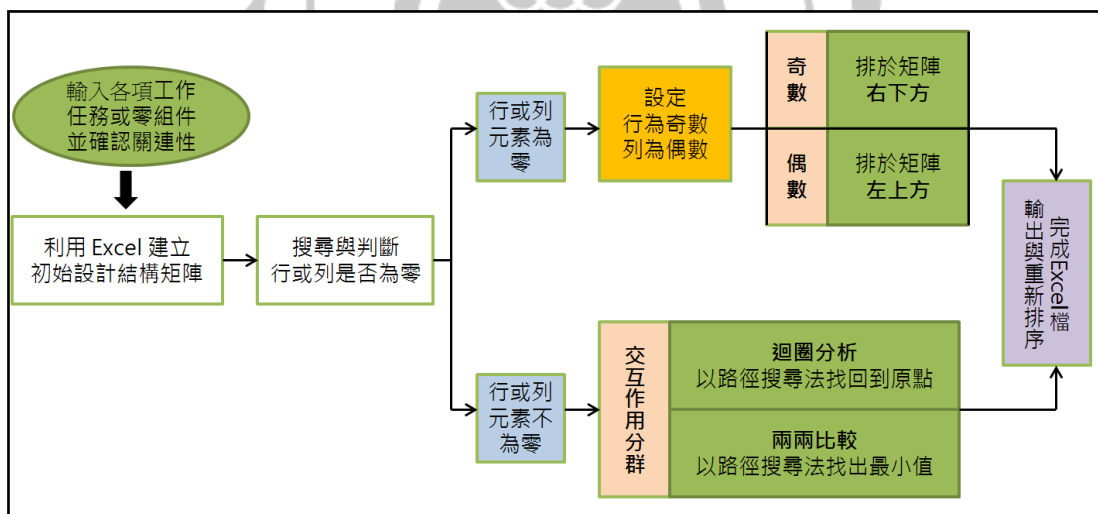 輸入各項工作
任務或零組件
並確認關連性
利用 Excel 建立
初始設計結構矩陣
搜尋與判斷
行或列是否為零
行或列
元素為
零
設定
行為奇數
列為偶數
奇數
排於矩陣
右下方
偶數
排於矩陣
左上方
行或列
元素不
為零
交互作用分群
迴圈分析
以路徑搜尋法找回到原點
兩兩比較
以路徑搜尋法找出最小值
完成Excel檔
輸出與重新排序